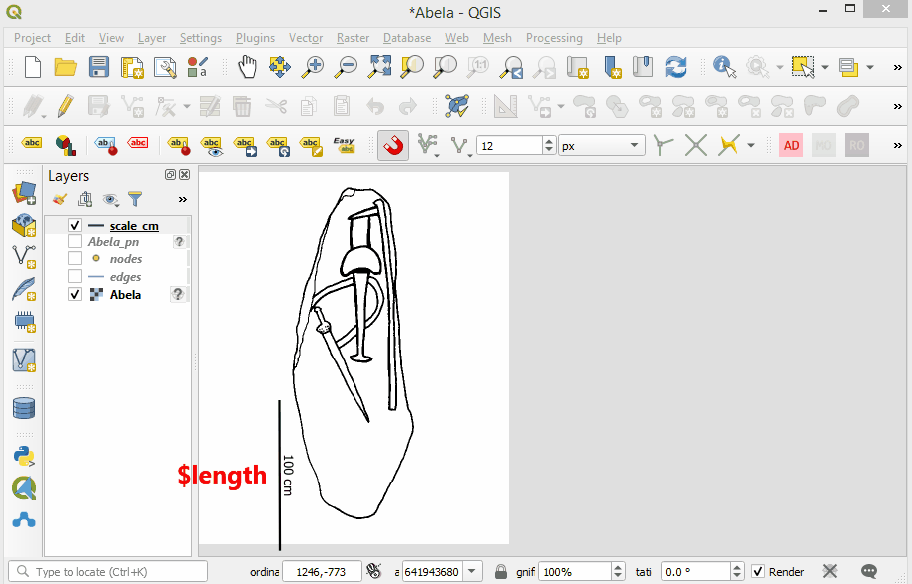 *Abela - QGIS
Project Edit View Layer Settings Plugins Vector Raster Database Web Mesh Processing Help
abc ab abc abc abc abc abc abc Easy abc 12 px AD MO RO
Layers
scale_cm
Abela_pn ?
nodes
edges
Abela ?
$length
100 cm
Type to locate (Ctrl+K) ordina 1246,-773 a 641943680 gnif 100% tati 0.0 ° Render